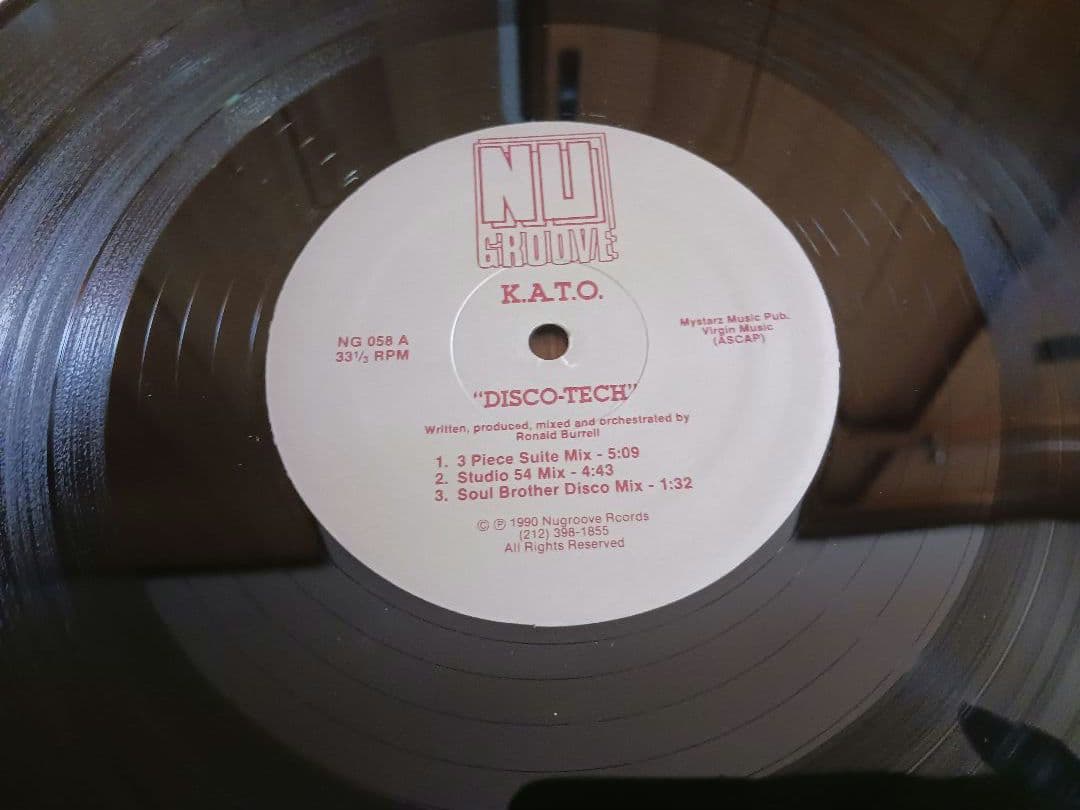 NU
GROOVE
K.A.T.O.
NG 058 A
33⅓ RPM
Mystarz Music Pub.
Virgin Music
(ASCAP)
"DISCO-TECH"
Written, produced, mixed and orchestrated by
Ronald Burrell
1. 3 Piece Suite Mix - 5:09
2. Studio 54 Mix - 4:43
3. Soul Brother Disco Mix - 1:32
© ℗ 1990 Nugroove Rcords
(212) 398-1855
All Rights Reserved